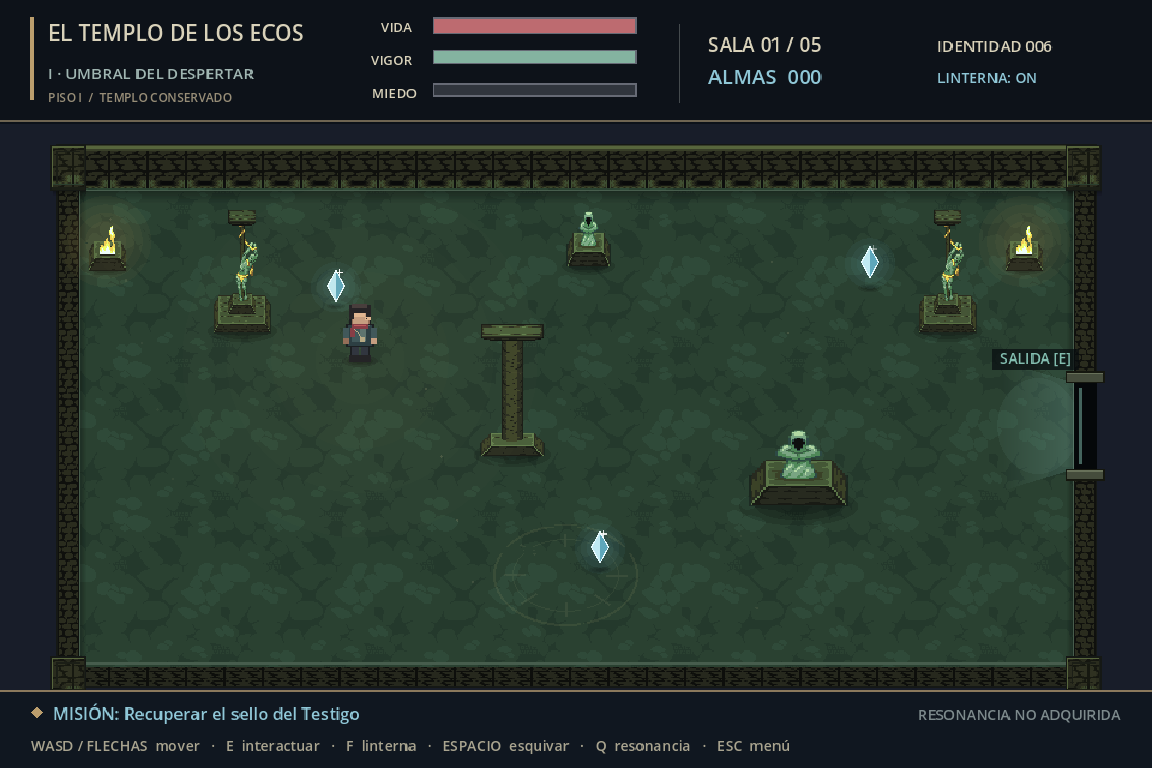 EL TEMPLO DE LOS ECOS
I · UMBRAL DEL DESPERTAR
PISO I / TEMPLO CONSERVADO
VIDA
VIGOR
MIEDO
SALA 01 / 05
ALMAS 000
IDENTIDAD 006
LINTERNA: ON
SALIDA [E]
MISIÓN: Recuperar el sello del Testigo
RESONANCIA NO ADQUIRIDA
WASD / FLECHAS mover · E interactuar · F linterna · ESPACIO esquivar · Q resonancia · ESC menú